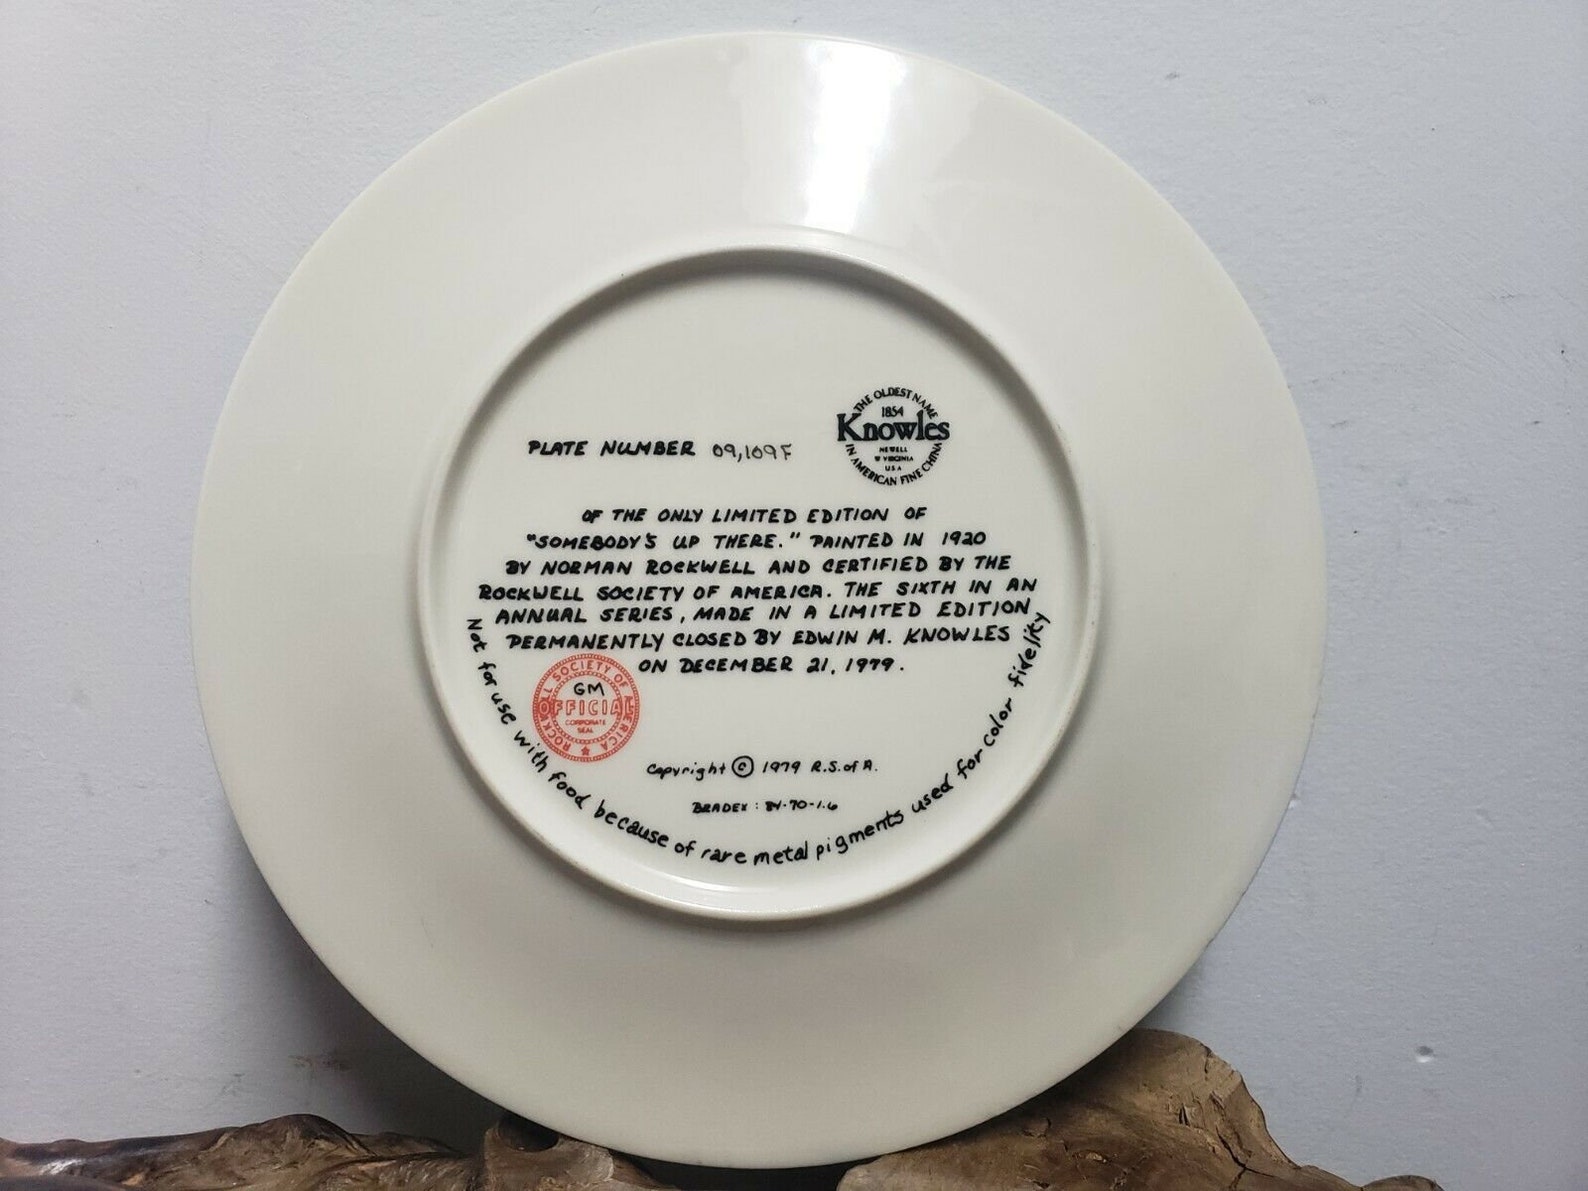 THE OLDEST NAME
1854
Knowles
NEWELL
W VIRGINIA
USA
IN AMERICAN FINE CHINA
PLATE NUMBER 09,109F
OF THE ONLY LIMITED EDITION OF
"SOMEBODY'S UP THERE." PAINTED IN 1920
BY NORMAN ROCKWELL AND CERTIFIED BY THE
ROCKWELL SOCIETY OF AMERICA. THE SIXTH IN AN
ANNUAL SERIES, MADE IN A LIMITED EDITION
PERMANENTLY CLOSED BY EDWIN M. KNOWLES
ON DECEMBER 21, 1979.
ROCKWELL SOCIETY OF AMERICA
GM
OFFICIAL
CORPORATE
SEAL
Copyright © 1979 R.S.of A.
BRADEX: 84-70-1.6
Not for use with food because of rare metal pigments used for color fidelity